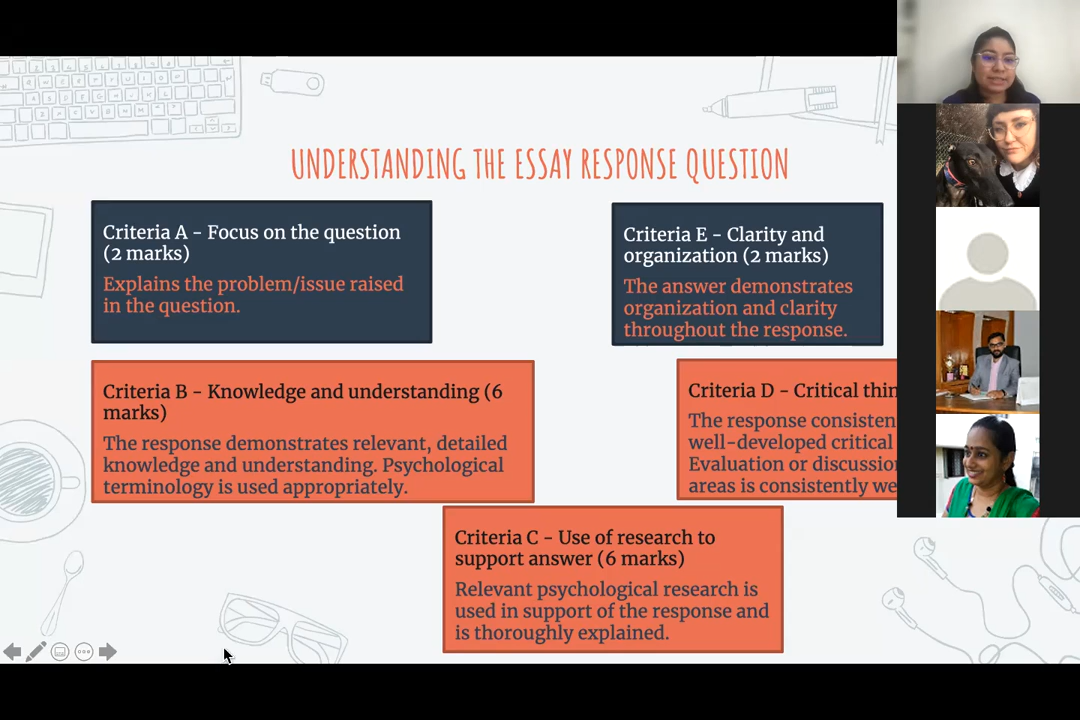 UNDERSTANDING THE ESSAY RESPONSE QUESTION
Criteria A - Focus on the question
(2 marks)
Explains the problem/issue raised
in the question.
Criteria E - Clarity and
organization (2 marks)
The answer demonstrates
organization and clarity
throughout the response.
Criteria B - Knowledge and understanding (6
marks)
The response demonstrates relevant, detailed
knowledge and understanding. Psychological
terminology is used appropriately.
Criteria D - Critical
The response
well-developed critical
Evaluation or
areas is consistently
Criteria C - Use of research to
support answer (6 marks)
Relevant psychological research is
used in support of the response and
is thoroughly explained.